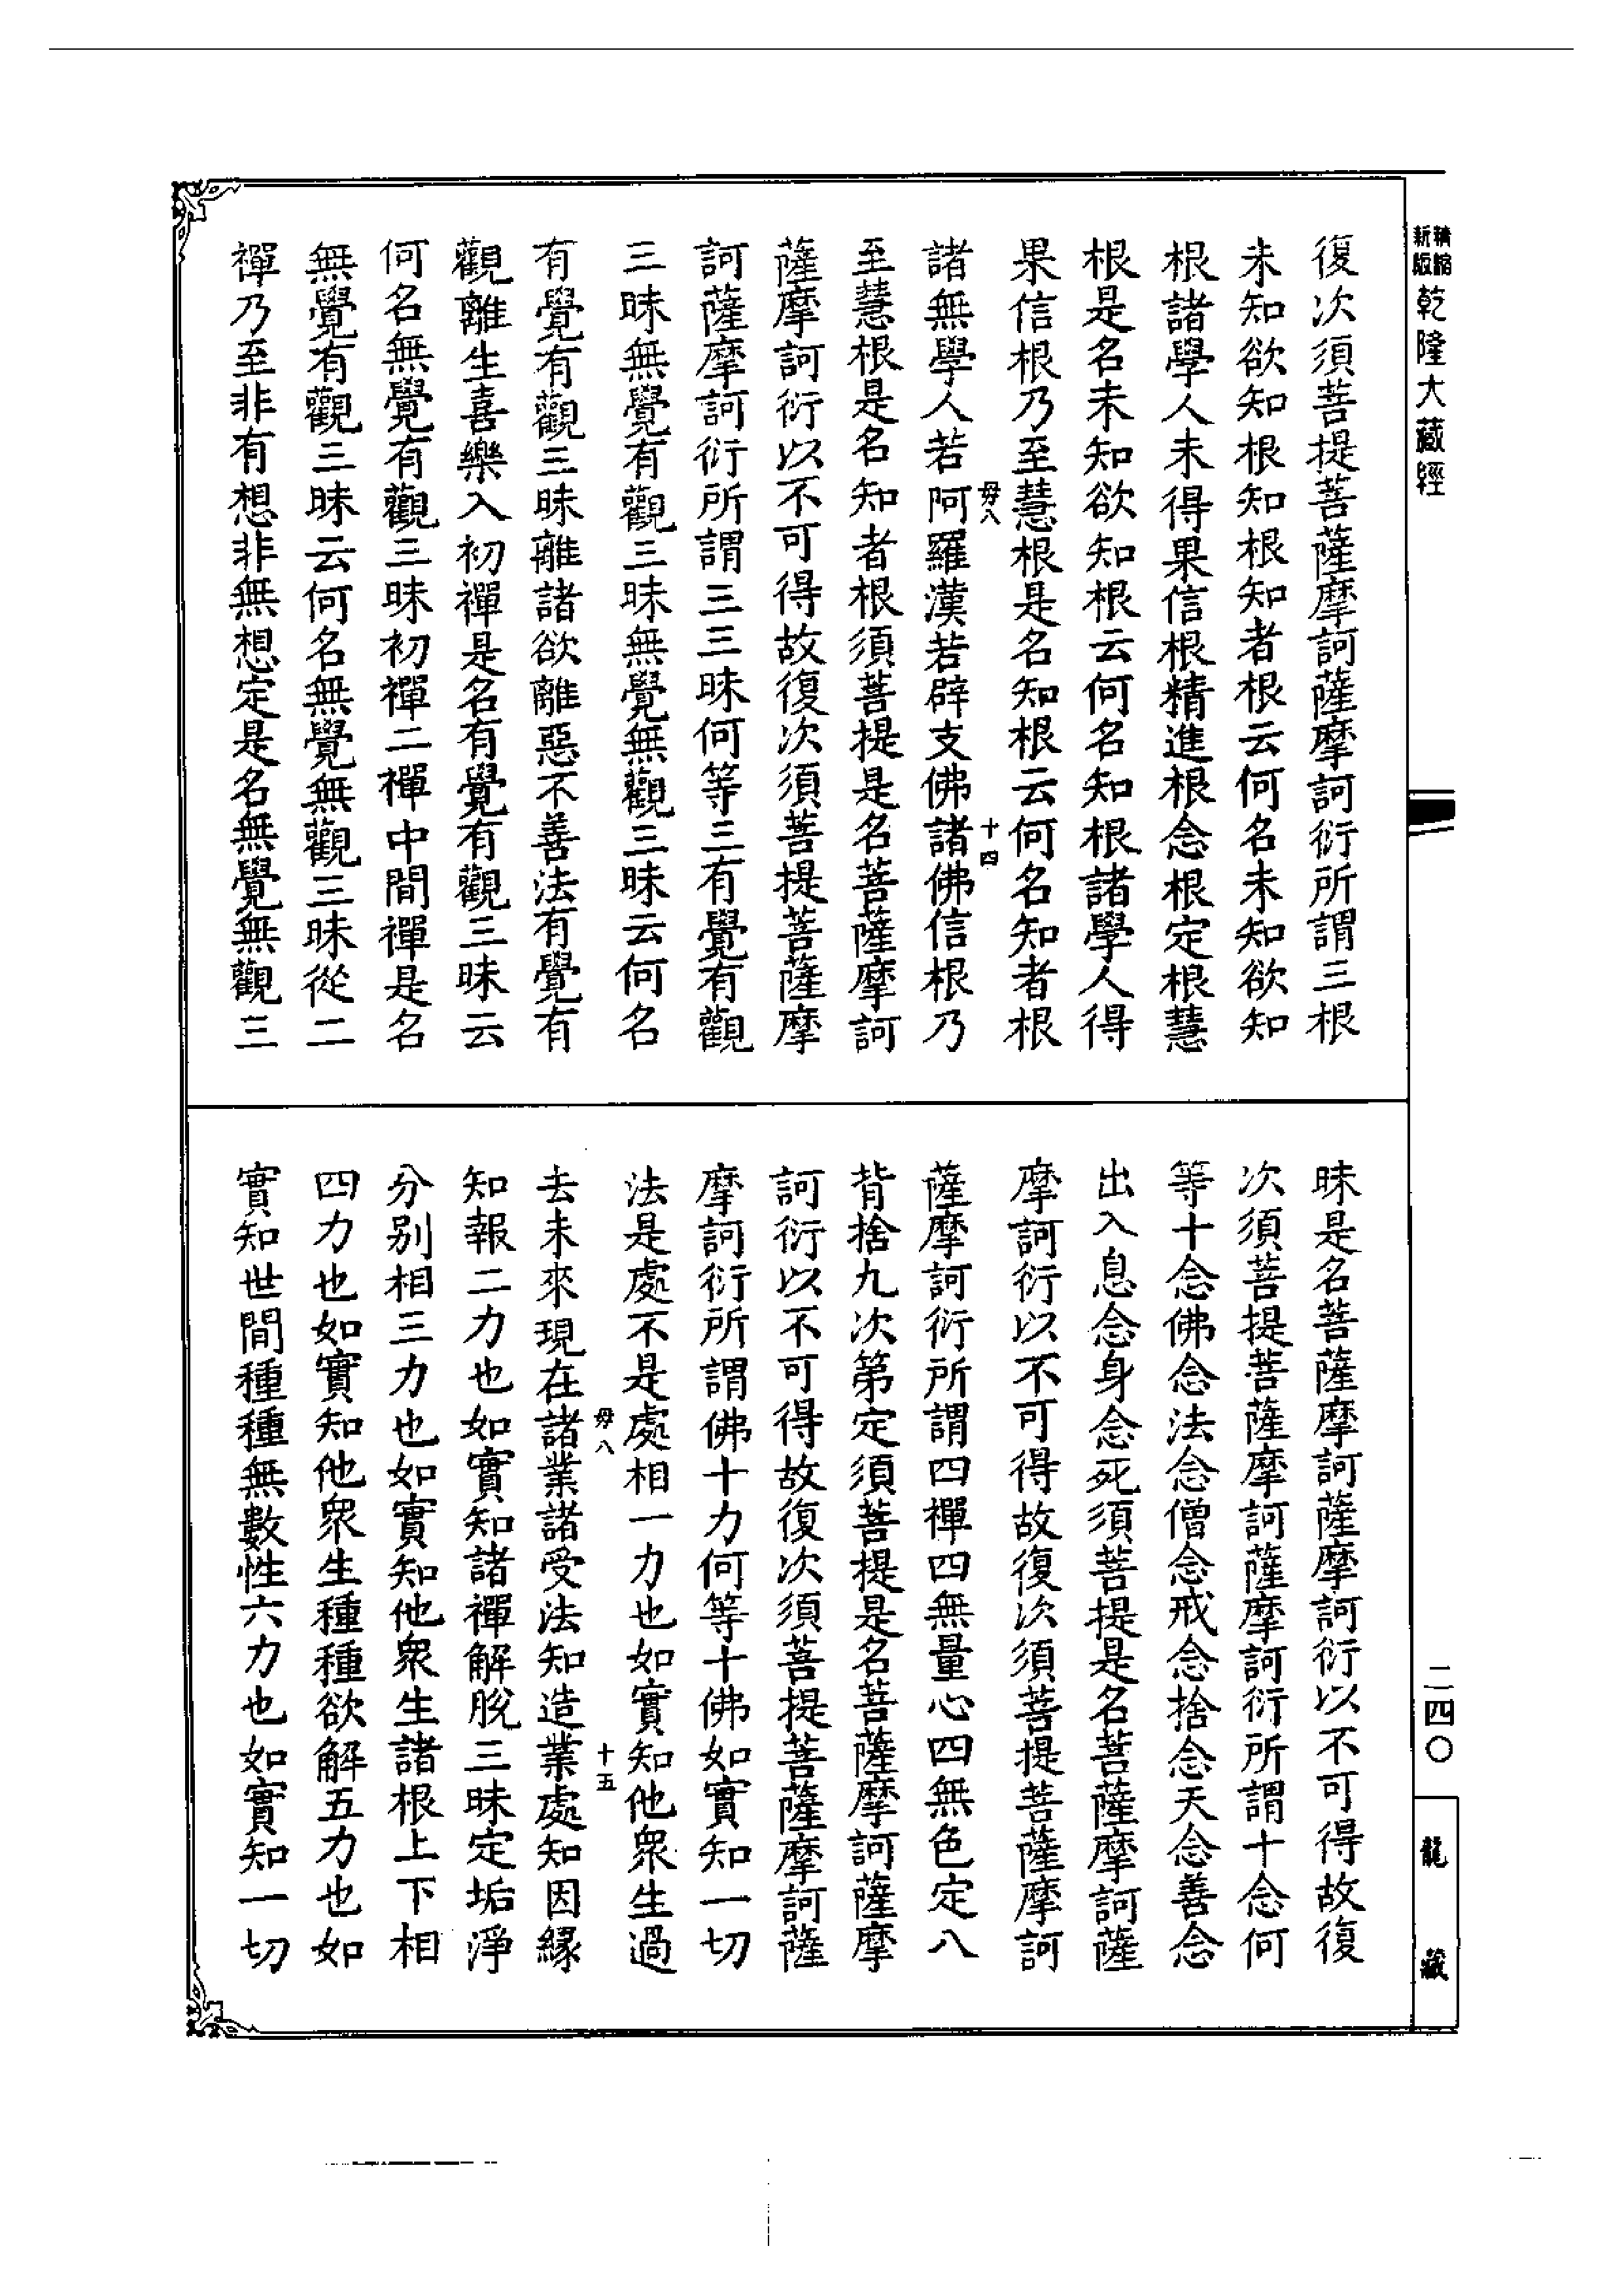 精縮新版乾隆大藏經
復次須菩提菩薩摩訶薩摩訶衍所謂三根
未知欲知根知根知者根云何名未知欲知
根諸學人未得果信根精進根念根定根慧
根是名未知欲知根云何名知根諸學人得
果信根乃至慧根是名知根云何名知者根
毋八
十四
諸無學人若阿羅漢若辟支佛諸佛信根乃
至慧根是名知者根須菩提是名菩薩摩訶
薩摩訶衍以不可得故復次須菩提菩薩摩
訶薩摩訶衍所謂三三昧何等三有覺有觀
三昧無覺有觀三昧無覺無觀三昧云何名
有覺有觀三昧離諸欲離惡不善法有覺有
觀離生喜樂入初禪是名有覺有觀三昧云
何名無覺有觀三昧初禪二禪中間禪是名
無覺有觀三昧云何名無覺無觀三昧從二
禪乃至非有想非無想定是名無覺無觀三
昧是名菩薩摩訶薩摩訶衍以不可得故復
次須菩提菩薩摩訶薩摩訶衍所謂十念何
等十念佛念法念僧念戒念捨念天念善念
出入息念身念死須菩提是名菩薩摩訶薩
摩訶衍以不可得故復次須菩提菩薩摩訶
薩摩訶衍所謂四禪四無量心四無色定八
背捨九次第定須菩提是名菩薩摩訶薩摩
訶衍以不可得故復次須菩提菩薩摩訶薩
摩訶衍所謂佛十力何等十佛如實知一切
法是處不是處相一力也如實知他眾生過
毋八
十五
去未來現在諸業諸受法知造業處知因緣
知報二力也如實知諸禪解脫三昧定垢淨
分別相三力也如實知他眾生諸根上下相
四力也如實知他眾生種種欲解五力也如
實知世間種種無數性六力也如實知一切
二四〇
龍藏